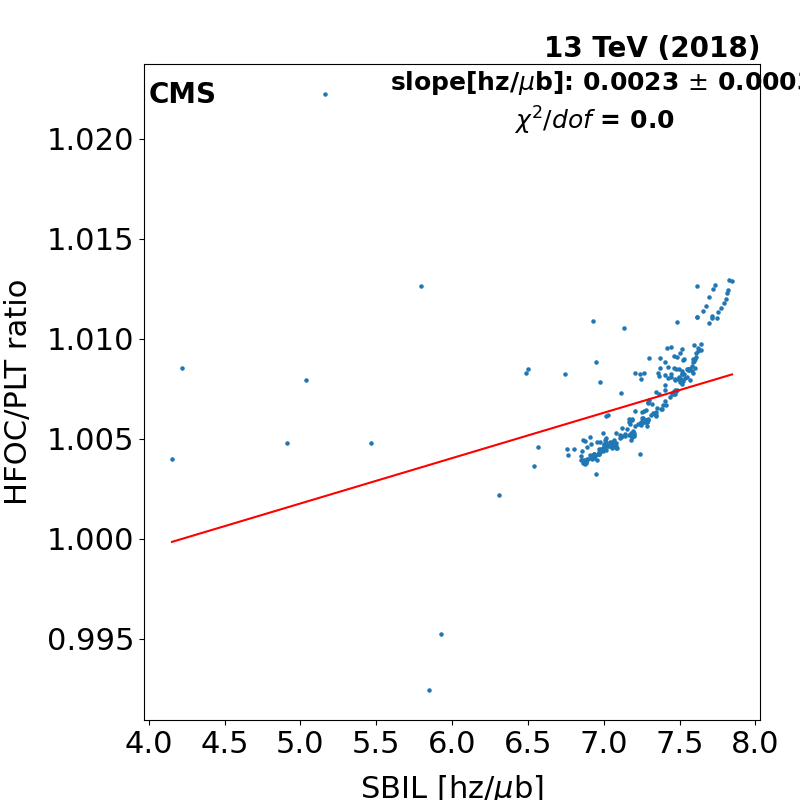 13 TeV (2018)
CMS
slope[hz/μb]: 0.0023 ± 0.0003
χ²/dof = 0.0
1.020
1.015
1.010
1.005
1.000
0.995
HFOC/PLT ratio
4.0 4.5 5.0 5.5 6.0 6.5 7.0 7.5 8.0
SBIL [hz/μb]